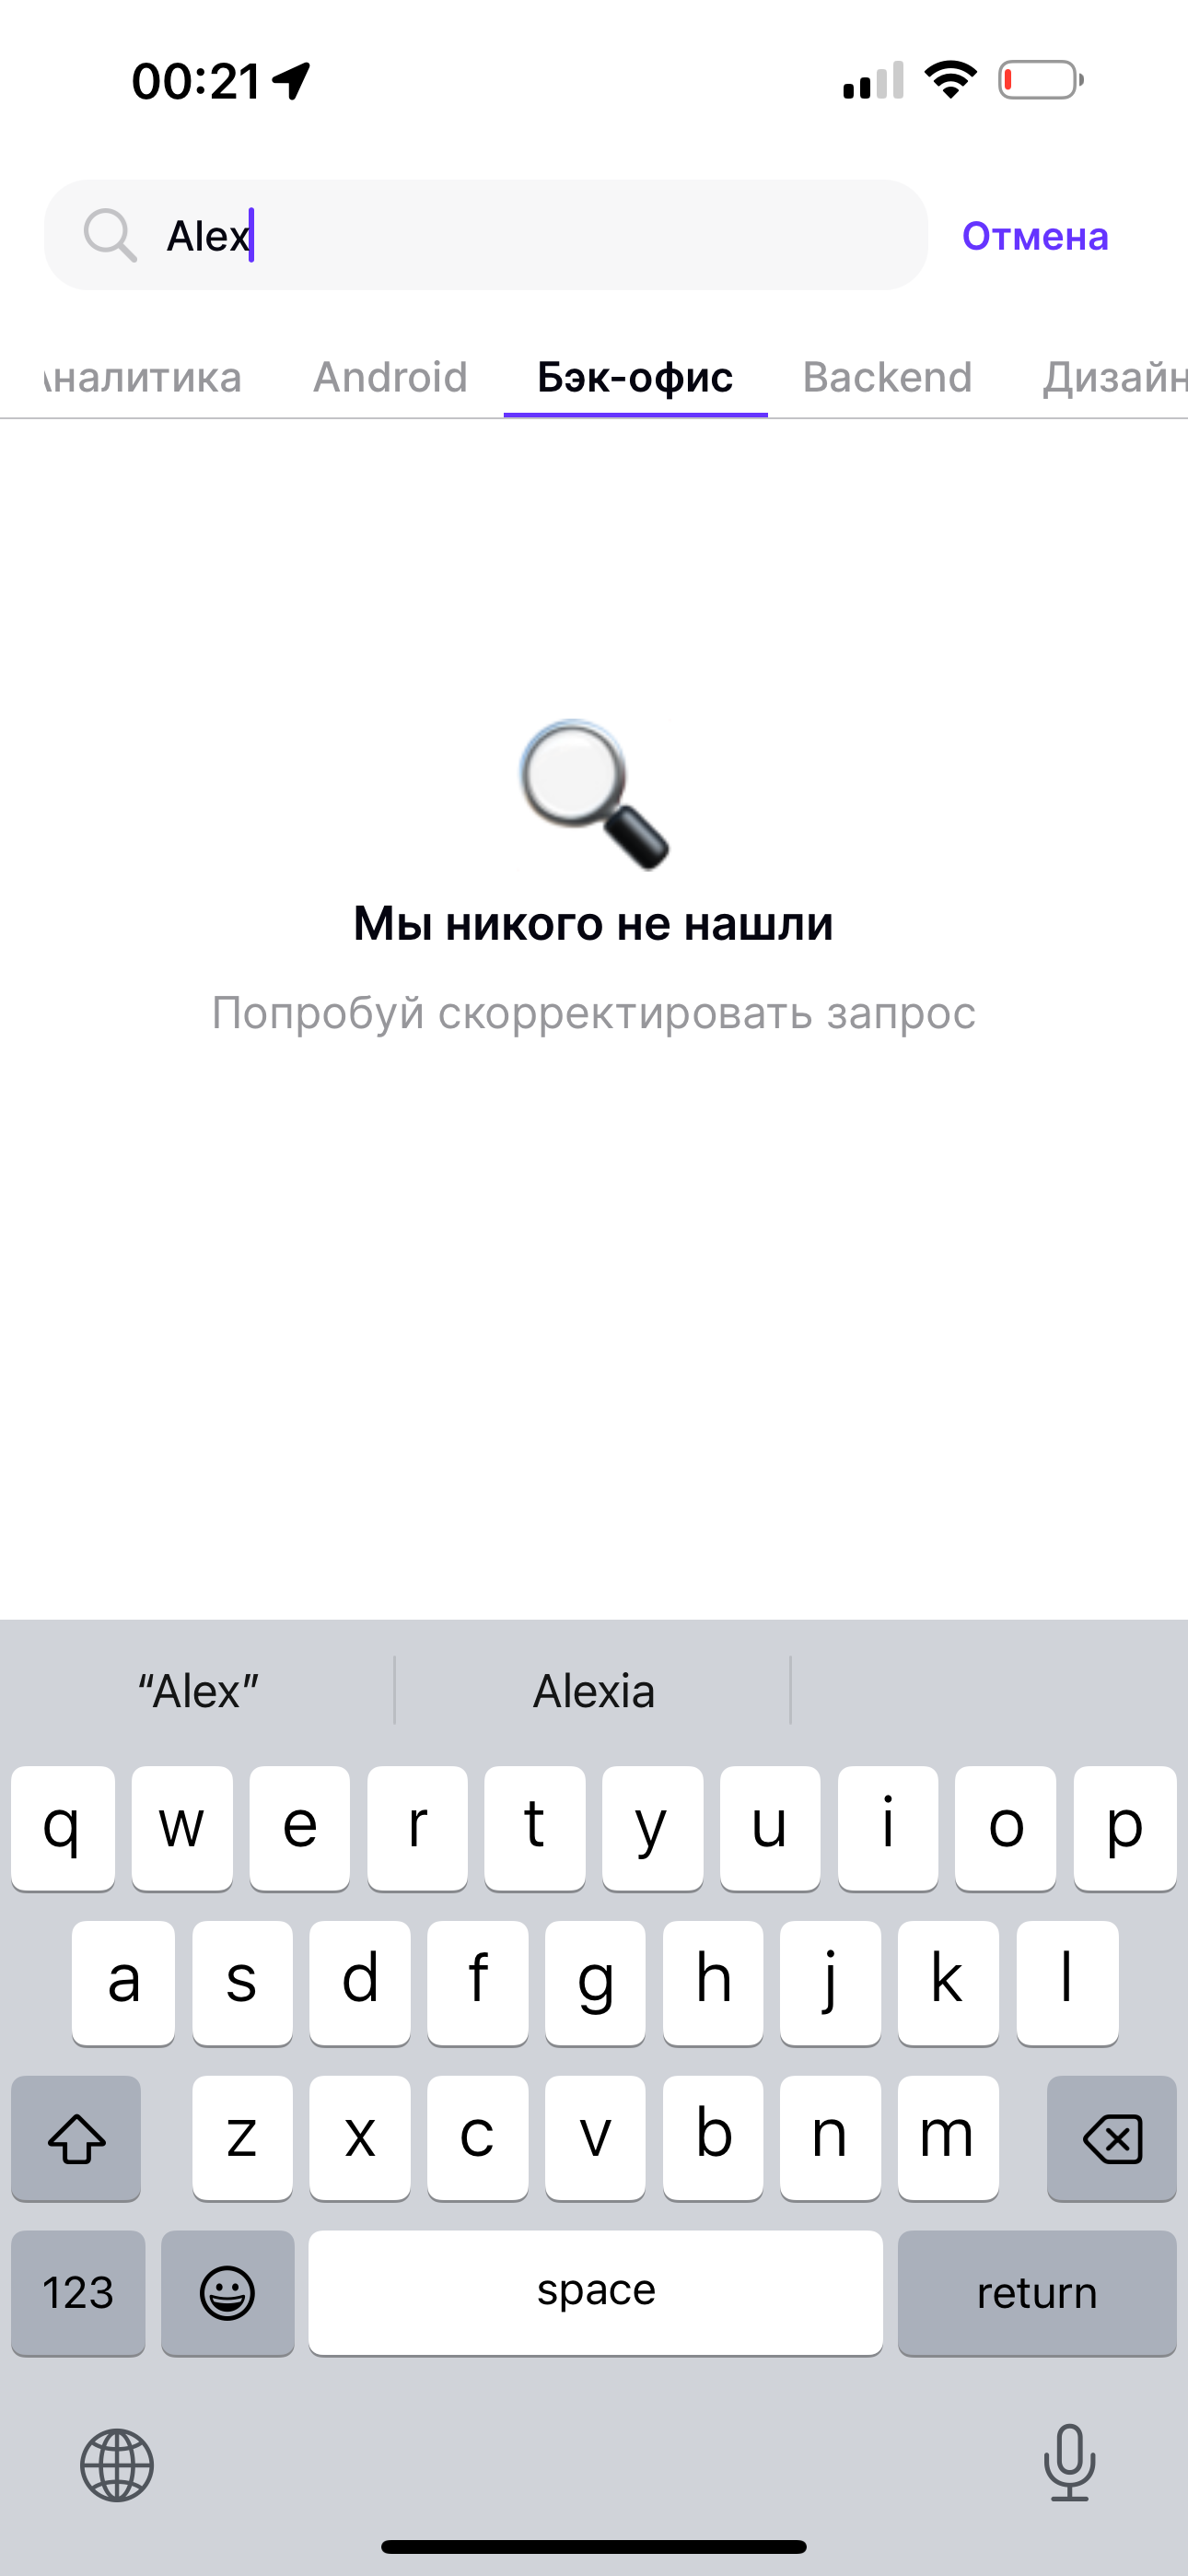 00:21
Alex
Отмена
Аналитика Android Бэк-офис Backend Дизайн
Мы никого не нашли
Попробуй скорректировать запрос
“Alex” Alexia
q w e r t y u i o p
a s d f g h j k l
z x c v b n m
123 space return